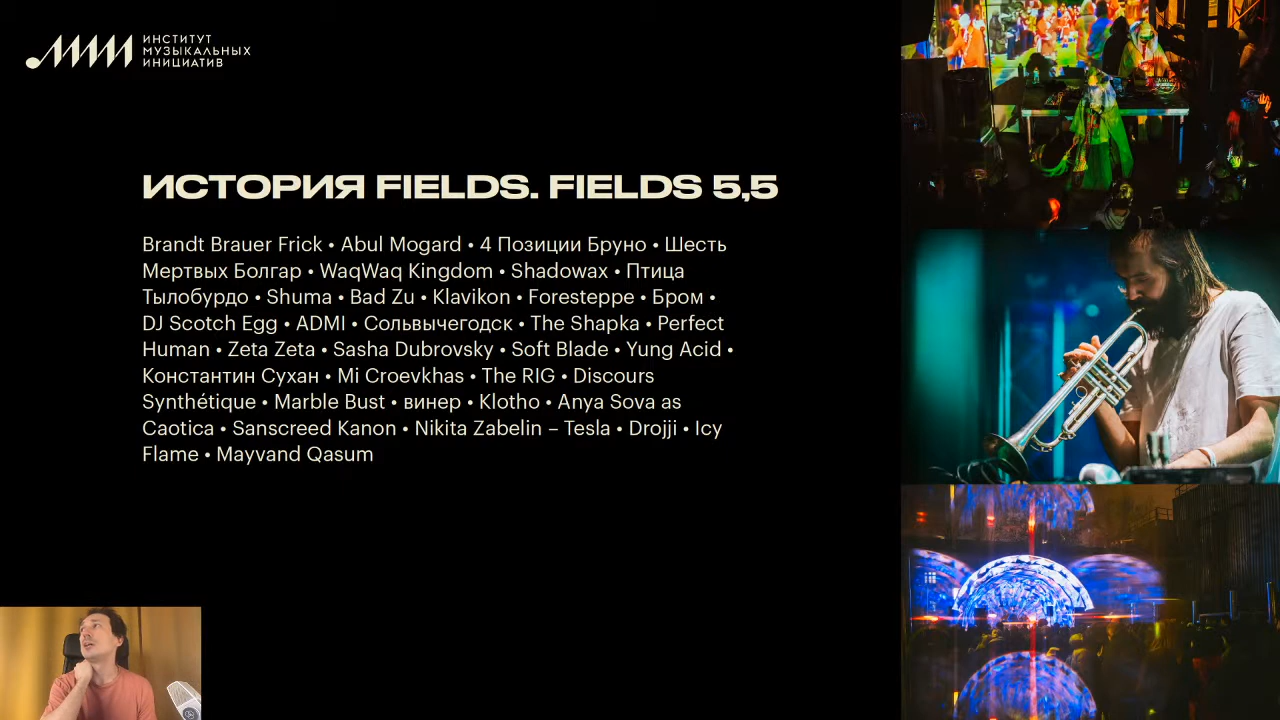 ИНСТИТУТ
МУЗЫКАЛЬНЫХ
ИНИЦИАТИВ
ИСТОРИЯ FIELDS. FIELDS 5,5
Brandt Brauer Frick • Abul Mogard • 4 Позиции Бруно • Шесть
Мертвых Болгар • WaqWaq Kingdom • Shadowax • Птица
Тылобурдо • Shuma • Bad Zu • Klavikon • Foresteppe • Бром •
DJ Scotch Egg • ADMI • Сольвычегодск • The Shapka • Perfect
Human • Zeta Zeta • Sasha Dubrovsky • Soft Blade • Yung Acid •
Константин Сухан • Mi Croevkhas • The RIG • Discours
Synthétique • Marble Bust • винер • Klotho • Anya Sova as
Caotica • Sanscreed Kanon • Nikita Zabelin – Tesla • Drojji • Icy
Flame • Mayvand Qasum